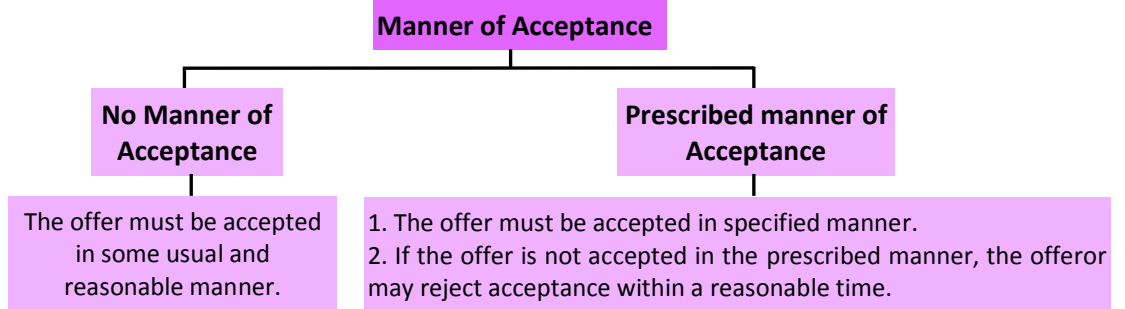 Manner of Acceptance
No Manner of
Acceptance
Prescribed manner of
Acceptance
The offer must be accepted
in some usual and
reasonable manner.
1. The offer must be accepted in specified manner.
2. If the offer is not accepted in the prescribed manner, the offeror
may reject acceptance within a reasonable time.